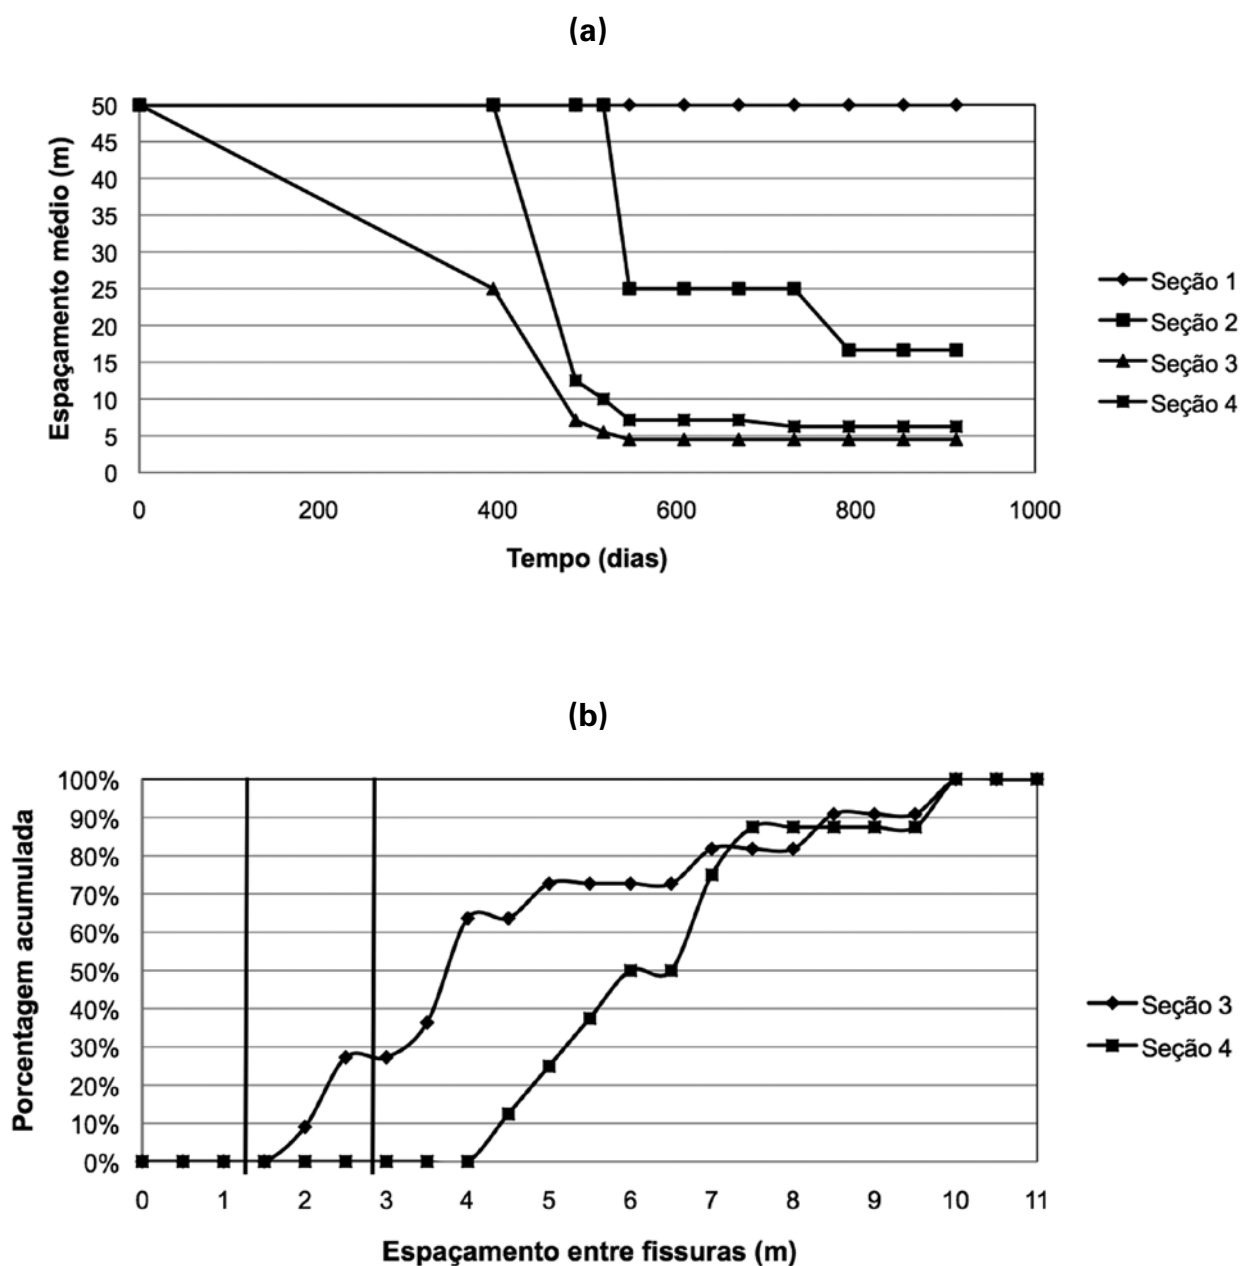 (a)
50
45
40
35
30
25
20
15
10
5
0
Espaçamento médio (m)
0 200 400 600 800 1000
Tempo (dias)
Seção 1
Seção 2
Seção 3
Seção 4
(b)
100%
90%
80%
70%
60%
50%
40%
30%
20%
10%
0%
Porcentagem acumulada
0 1 2 3 4 5 6 7 8 9 10 11
Espaçamento entre fissuras (m)
Seção 3
Seção 4